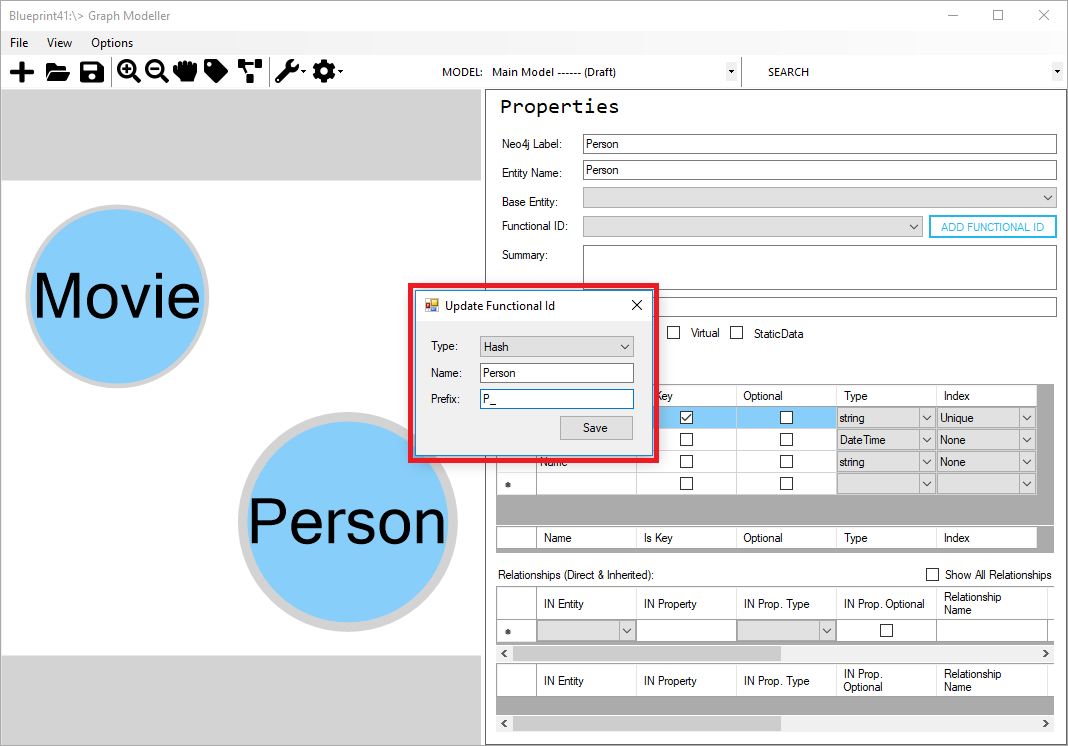 Blueprint41:\> Graph Modeller
File View Options
MODEL: Main Model ------ (Draft) SEARCH
Properties
Neo4j Label: Person
Entity Name: Person
Base Entity:
Functional ID: ADD FUNCTIONAL ID
Summary:
Virtual StaticData
Update Functional Id
Type: Hash
Name: Person
Prefix: P_
Save
Key Optional Type Index
string Unique
DateTime None
Name string None
*
Name Is Key Optional Type Index
Relationships (Direct & Inherited): Show All Relationships
IN Entity IN Property IN Prop. Type IN Prop. Optional Relationship Name
*
IN Entity IN Property IN Prop. Type IN Prop. Optional Relationship Name
Movie
Person